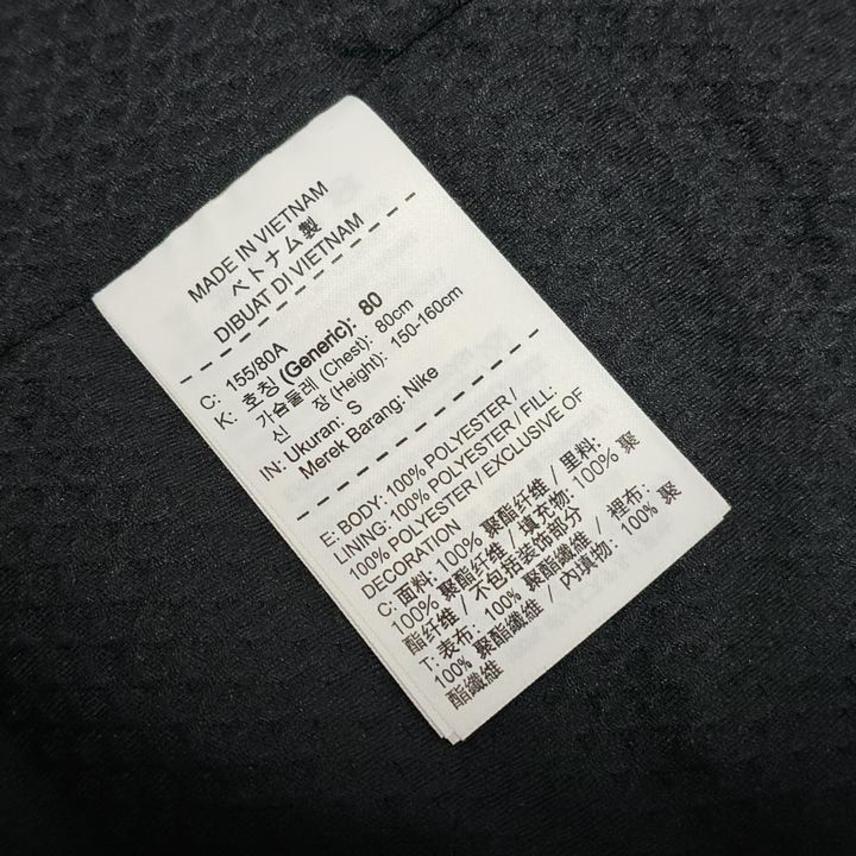 MADE IN VIETNAM
ベトナム製
DIBUAT DI VIETNAM
C: 155/80A
K: 호칭 (Generic): 80
가슴둘레 (Chest): 80cm
신 장 (Height): 150-160cm
IN: Ukuran: S
Merek Barang: Nike
E: BODY: 100% POLYESTER /
LINING: 100% POLYESTER / FILL:
100% POLYESTER / EXCLUSIVE OF
DECORATION
C: 面料: 100% 聚酯纤维 / 里料:
100% 聚酯纤维 / 填充物: 100% 聚
酯纤维 / 不包括装饰部分
T: 表布: 100% 聚酯纖維 / 裡布:
100% 聚酯纖維 / 內填物: 100% 聚
酯纖維